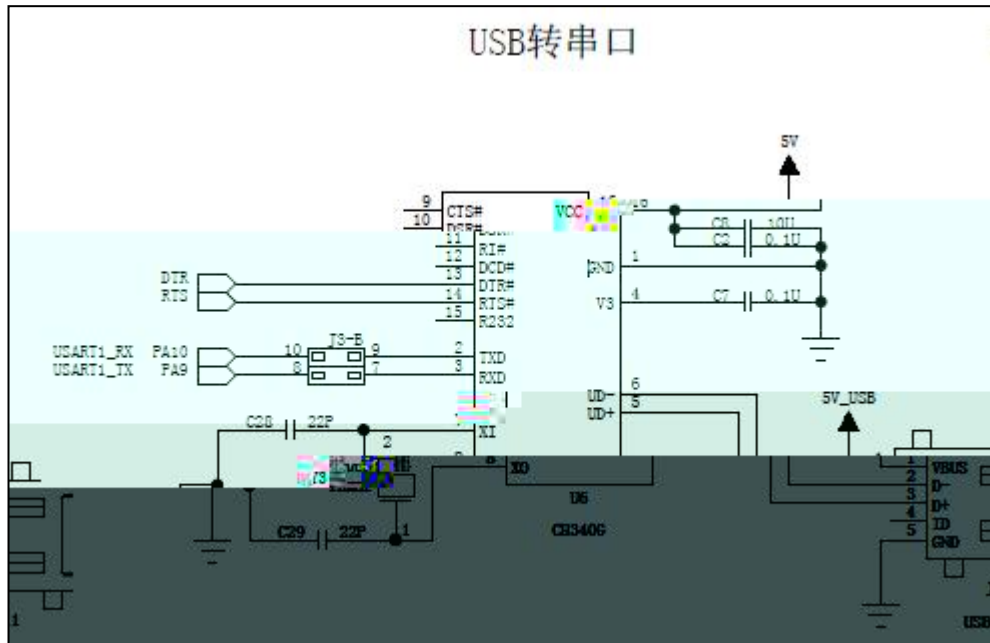 USB转串口
5V
9 CTS# VCC
10 DSR# C8 10U
11 RI# C2 0.1U
12 DCD# GND 1
DTR 13 DTR#
RTS 14 RTS# V3 4 C7 0.1U
15 R232
J3-B
USART1_RX PA10 10 9 2 TXD
USART1_TX PA9 8 7 3 RXD
UD- 6
UD+ 5 5V_USB
C28 22P XI
2
8 XO 1 VBUS
2 D-
U6 3 D+
4 ID
C29 22P 1 CH340G 5 GND
1 USB